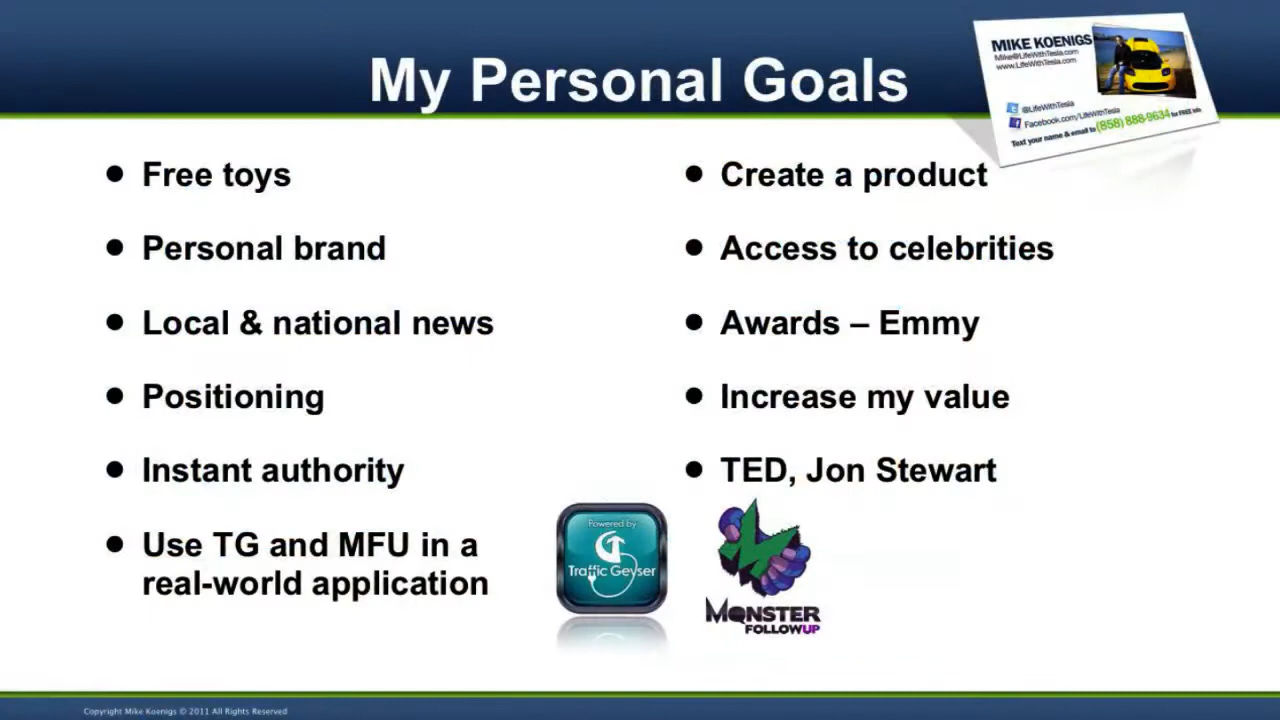 My Personal Goals
MIKE KOENIGS
Mike@LifeWithTesla.com
www.LifeWithTesla.com
@LifeWithTesla
Facebook.com/LifeWithTesla
Text your name & email to (858) 888-9634 for FREE info
• Free toys
• Personal brand
• Local & national news
• Positioning
• Instant authority
• Use TG and MFU in a
real-world application
• Create a product
• Access to celebrities
• Awards – Emmy
• Increase my value
• TED, Jon Stewart
Powered by
Traffic Geyser
MONSTER
FOLLOWUP
Copyright Mike Koenigs © 2011 All Rights Reserved